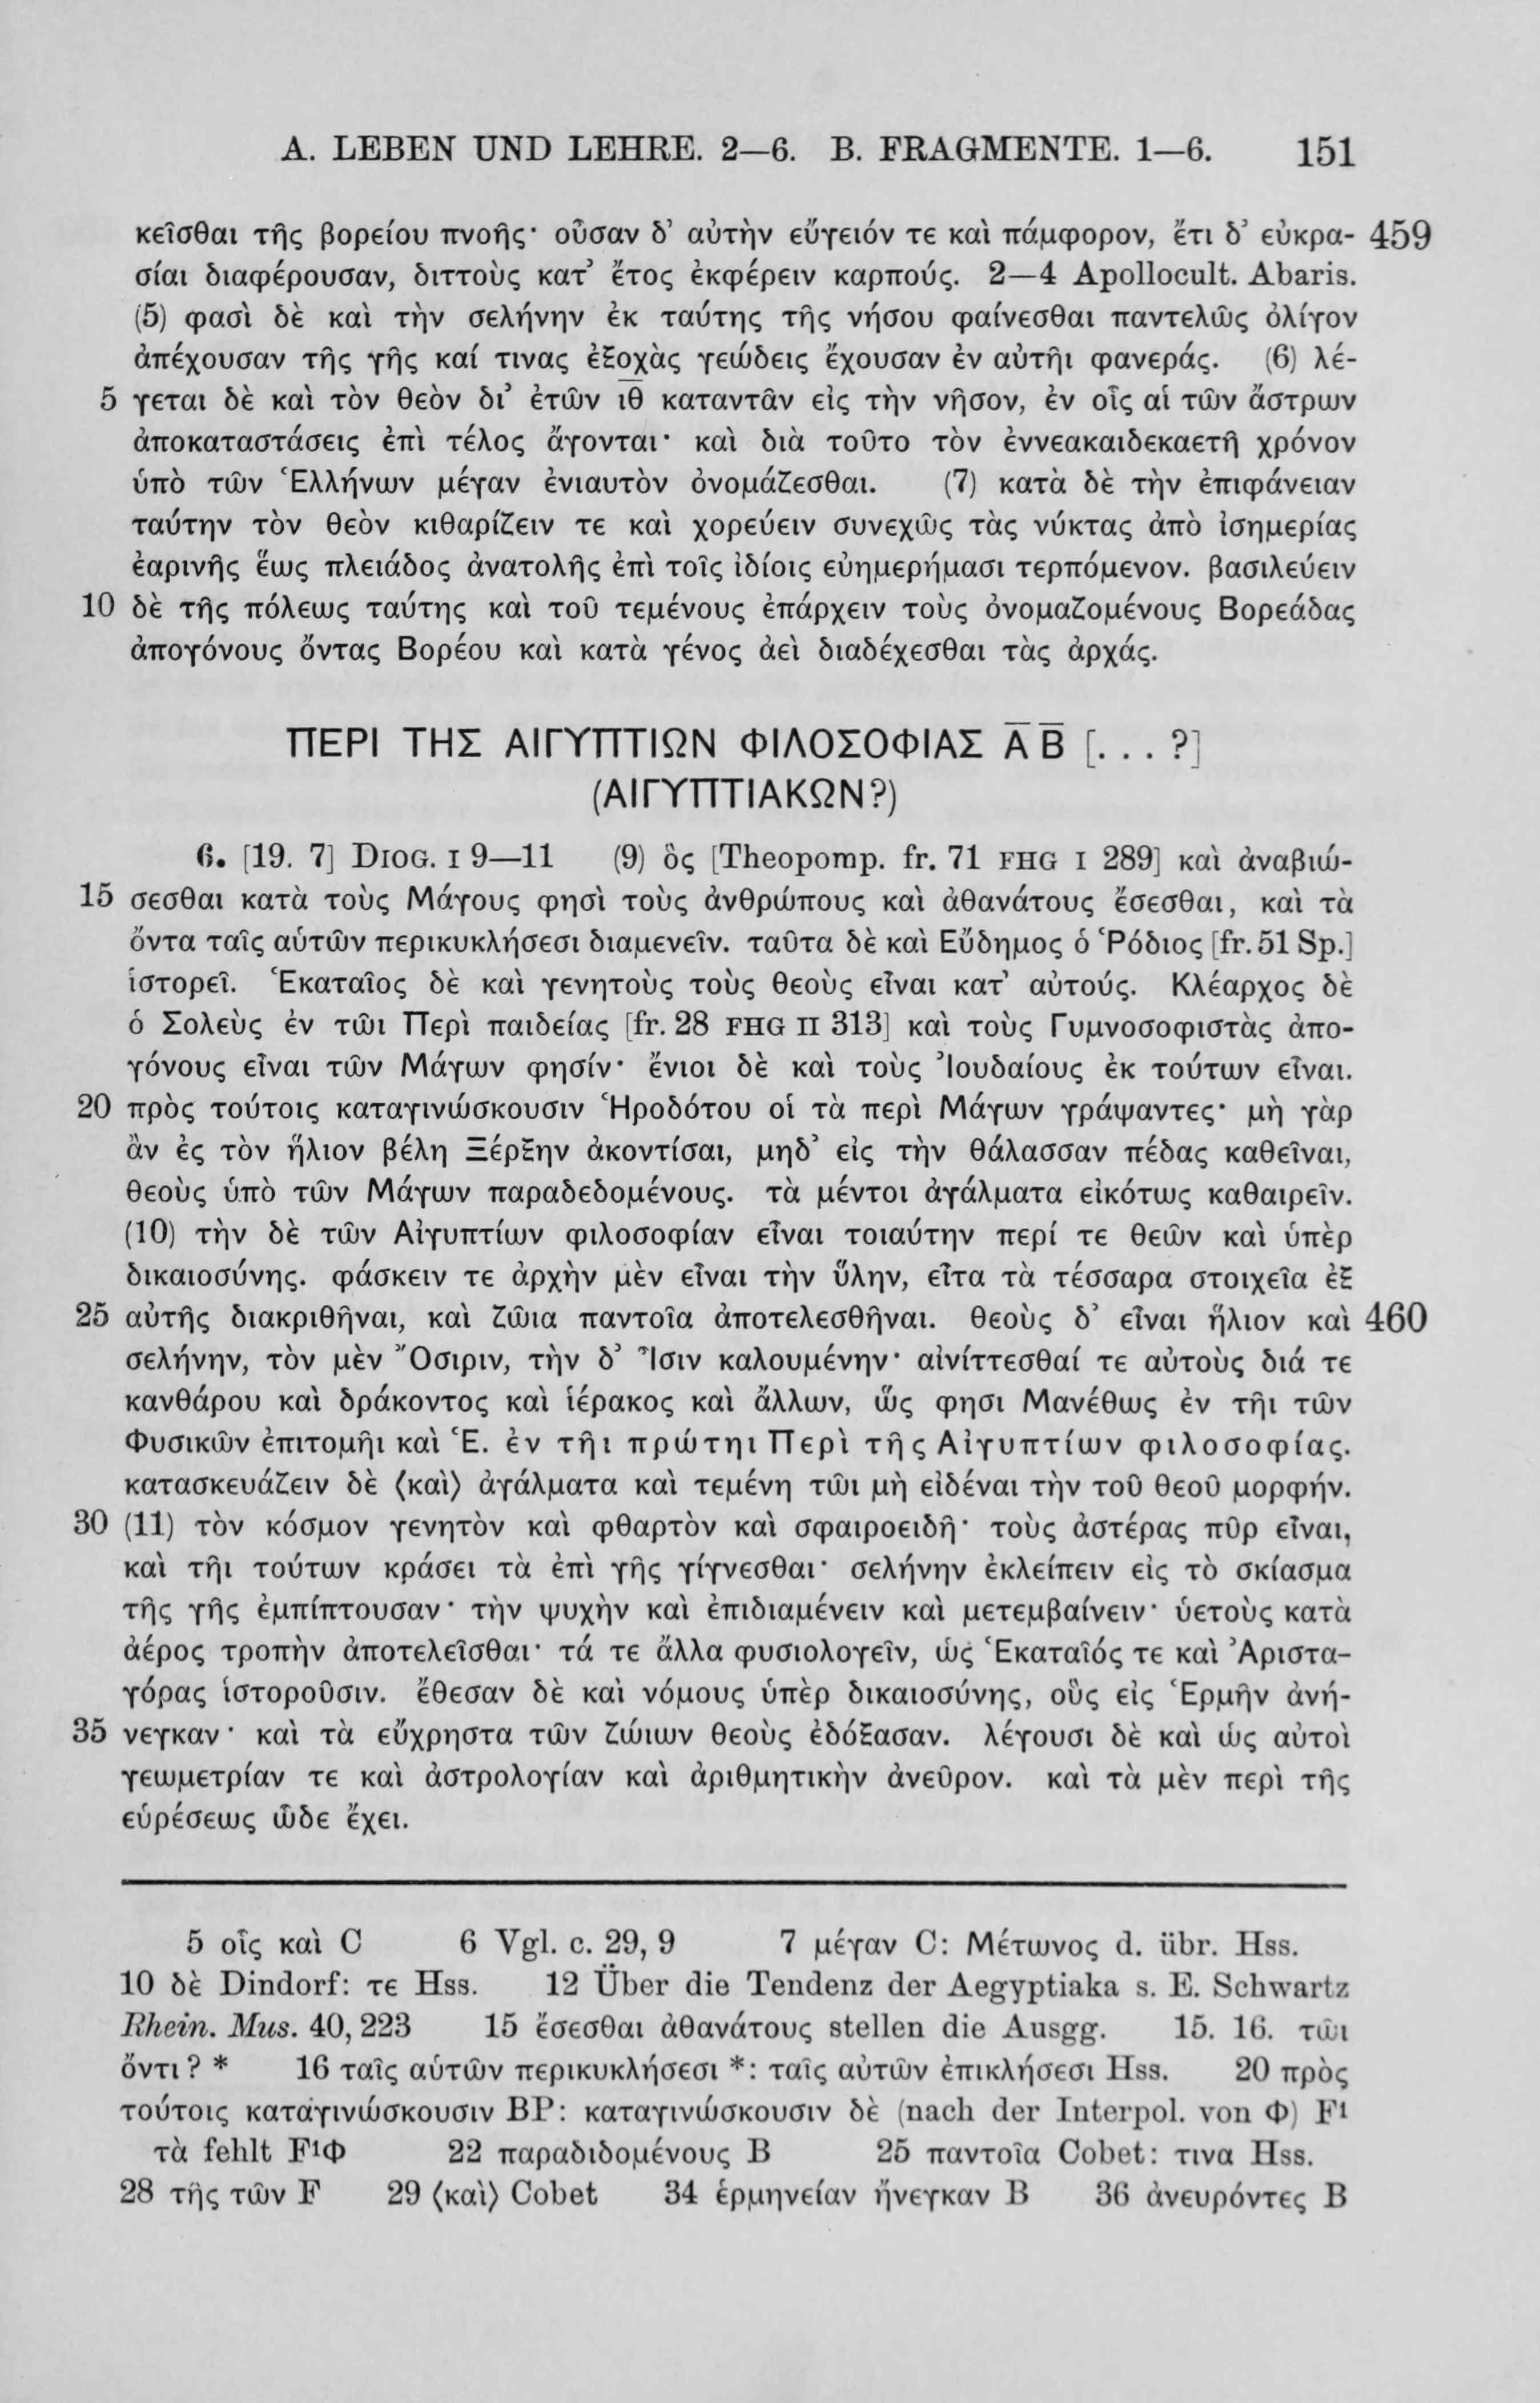 A. LEBEN UND LEHRE. 2—6. B. FRAGMENTE. 1—6. 151
κεῖσθαι τῆς βορείου πνοῆς· οὖσαν δ’ αὐτὴν εὔγειόν τε καὶ πάμφορον, ἔτι δ’ εὐκρα- 459
σίαι διαφέρουσαν, διττοὺς κατ’ ἔτος ἐκφέρειν καρπούς. 2—4 Apollocult. Abaris.
(5) φασὶ δὲ καὶ τὴν σελήνην ἐκ ταύτης τῆς νήσου φαίνεσθαι παντελῶς ὀλίγον
ἀπέχουσαν τῆς γῆς καί τινας ἐξοχὰς γεώδεις ἔχουσαν ἐν αὐτῆι φανεράς. (6) λέ-
5 γεται δὲ καὶ τὸν θεὸν δι’ ἐτῶν ι̅θ̅ καταντᾶν εἰς τὴν νῆσον, ἐν οἷς αἱ τῶν ἄστρων
ἀποκαταστάσεις ἐπὶ τέλος ἄγονται· καὶ διὰ τοῦτο τὸν ἐννεακαιδεκαετῆ χρόνον
ὑπὸ τῶν Ἑλλήνων μέγαν ἐνιαυτὸν ὀνομάζεσθαι. (7) κατὰ δὲ τὴν ἐπιφάνειαν
ταύτην τὸν θεὸν κιθαρίζειν τε καὶ χορεύειν συνεχῶς τὰς νύκτας ἀπὸ ἰσημερίας
ἐαρινῆς ἕως πλειάδος ἀνατολῆς ἐπὶ τοῖς ἰδίοις εὐημερήμασι τερπόμενον. βασιλεύειν
10 δὲ τῆς πόλεως ταύτης καὶ τοῦ τεμένους ἐπάρχειν τοὺς ὀνομαζομένους Βορεάδας
ἀπογόνους ὄντας Βορέου καὶ κατὰ γένος ἀεὶ διαδέχεσθαι τὰς ἀρχάς.
ΠΕΡΙ ΤΗΣ ΑΙΓΥΠΤΙΩΝ ΦΙΛΟΣΟΦΙΑΣ Α̅ Β̅ [. . . ?]
(ΑΙΓΥΠΤΙΑΚΩΝ?)
6. [19. 7] DIOG. I 9—11 (9) ὃς [Theopomp. fr. 71 FHG I 289] καὶ ἀναβιώ-
15 σεσθαι κατὰ τοὺς Μάγους φησὶ τοὺς ἀνθρώπους καὶ ἀθανάτους ἔσεσθαι, καὶ τὰ
ὄντα ταῖς αὑτῶν περικυκλήσεσι διαμενεῖν. ταῦτα δὲ καὶ Εὔδημος ὁ Ῥόδιος [fr. 51 Sp.]
ἱστορεῖ. Ἑκαταῖος δὲ καὶ γενητοὺς τοὺς θεοὺς εἶναι κατ’ αὐτούς. Κλέαρχος δὲ
ὁ Σολεὺς ἐν τῶι Περὶ παιδείας [fr. 28 FHG II 313] καὶ τοὺς Γυμνοσοφιστὰς ἀπο-
γόνους εἶναι τῶν Μάγων φησίν· ἔνιοι δὲ καὶ τοὺς Ἰουδαίους ἐκ τούτων εἶναι.
20 πρὸς τούτοις καταγινώσκουσιν Ἡροδότου οἱ τὰ περὶ Μάγων γράψαντες· μὴ γὰρ
ἂν ἐς τὸν ἥλιον βέλη Ξέρξην ἀκοντίσαι, μηδ’ εἰς τὴν θάλασσαν πέδας καθεῖναι,
θεοὺς ὑπὸ τῶν Μάγων παραδεδομένους. τὰ μέντοι ἀγάλματα εἰκότως καθαιρεῖν.
(10) τὴν δὲ τῶν Αἰγυπτίων φιλοσοφίαν εἶναι τοιαύτην περί τε θεῶν καὶ ὑπὲρ
δικαιοσύνης. φάσκειν τε ἀρχὴν μὲν εἶναι τὴν ὕλην, εἶτα τὰ τέσσαρα στοιχεῖα ἐξ
25 αὐτῆς διακριθῆναι, καὶ ζῶια παντοῖα ἀποτελεσθῆναι. θεοὺς δ’ εἶναι ἥλιον καὶ 460
σελήνην, τὸν μὲν Ὄσιριν, τὴν δ’ Ἶσιν καλουμένην· αἰνίττεσθαί τε αὐτοὺς διά τε
κανθάρου καὶ δράκοντος καὶ ἱέρακος καὶ ἄλλων, ὥς φησι Μανέθως ἐν τῆι τῶν
Φυσικῶν ἐπιτομῆι καὶ Ἑ. ἐν τῆι πρώτηι Περὶ τῆς Αἰγυπτίων φιλοσοφίας.
κατασκευάζειν δὲ ⟨καὶ⟩ ἀγάλματα καὶ τεμένη τῶι μὴ εἰδέναι τὴν τοῦ θεοῦ μορφήν.
30 (11) τὸν κόσμον γενητὸν καὶ φθαρτὸν καὶ σφαιροειδῆ· τοὺς ἀστέρας πῦρ εἶναι,
καὶ τῆι τούτων κράσει τὰ ἐπὶ γῆς γίγνεσθαι· σελήνην ἐκλείπειν εἰς τὸ σκίασμα
τῆς γῆς ἐμπίπτουσαν· τὴν ψυχὴν καὶ ἐπιδιαμένειν καὶ μετεμβαίνειν· ὑετοὺς κατὰ
ἀέρος τροπὴν ἀποτελεῖσθαι· τά τε ἄλλα φυσιολογεῖν, ὡς Ἑκαταῖός τε καὶ Ἀριστα-
γόρας ἱστοροῦσιν. ἔθεσαν δὲ καὶ νόμους ὑπὲρ δικαιοσύνης, οὓς εἰς Ἑρμῆν ἀνή-
35 νεγκαν· καὶ τὰ εὔχρηστα τῶν ζώιων θεοὺς ἐδόξασαν. λέγουσι δὲ καὶ ὡς αὐτοὶ
γεωμετρίαν τε καὶ ἀστρολογίαν καὶ ἀριθμητικὴν ἀνεῦρον. καὶ τὰ μὲν περὶ τῆς
εὑρέσεως ὧδε ἔχει.
5 οἷς καὶ C 6 Vgl. c. 29, 9 7 μέγαν C: Μέτωνος d. übr. Hss.
10 δὲ Dindorf: τε Hss. 12 Über die Tendenz der Aegyptiaka s. E. Schwartz
Rhein. Mus. 40, 223 15 ἔσεσθαι ἀθανάτους stellen die Ausgg. 15. 16. τῶι
ὄντι? * 16 ταῖς αὑτῶν περικυκλήσεσι *: ταῖς αὐτῶν ἐπικλήσεσι Hss. 20 πρὸς
τούτοις καταγινώσκουσιν BP: καταγινώσκουσιν δὲ (nach der Interpol. von Φ) F¹
τὰ fehlt F¹Φ 22 παραδιδομένους B 25 παντοῖα Cobet: τινα Hss.
28 τῆς τῶν F 29 ⟨καὶ⟩ Cobet 34 ἑρμηνείαν ἤνεγκαν B 36 ἀνευρόντες B